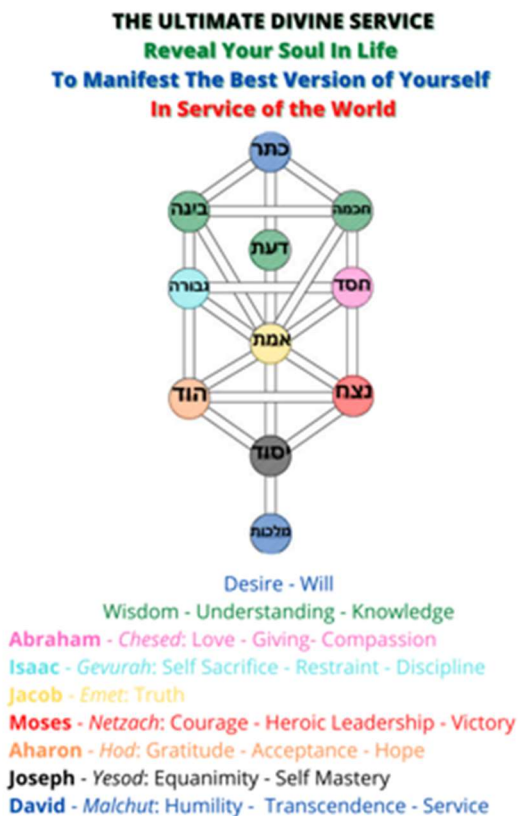 THE ULTIMATE DIVINE SERVICE
Reveal Your Soul In Life
To Manifest The Best Version of Yourself
In Service of the World
כתר
בינה
חכמה
דעת
גבורה
חסד
אמת
הוד
נצח
יסוד
מלכות
Desire - Will
Wisdom - Understanding - Knowledge
Abraham - Chesed: Love - Giving- Compassion
Isaac - Gevurah: Self Sacrifice - Restraint - Discipline
Jacob - Emet: Truth
Moses - Netzach: Courage - Heroic Leadership - Victory
Aharon - Hod: Gratitude - Acceptance - Hope
Joseph - Yesod: Equanimity - Self Mastery
David - Malchut: Humility - Transcendence - Service